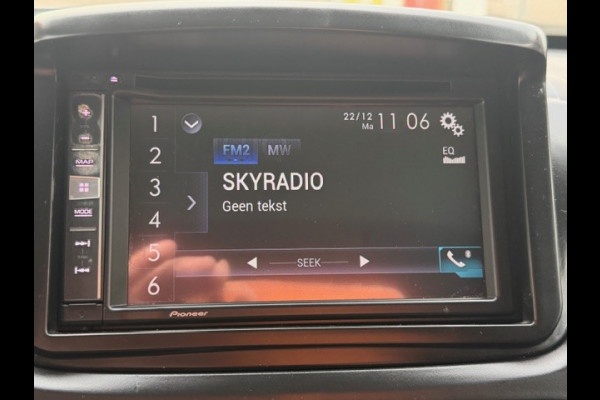 1
2
3
4
5
6
22/12
Ma
11 06
FM2
MW
EQ
SKYRADIO
Geen tekst
SEEK
MAP
MODE
Pioneer